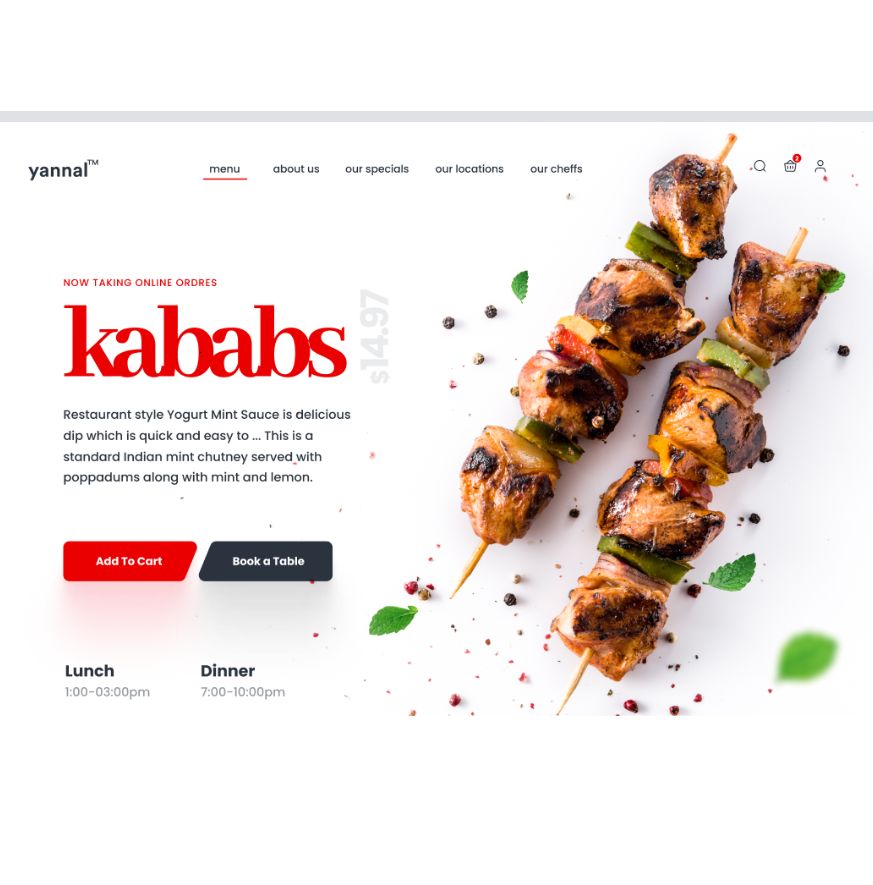 yannal™
menu about us our specials our locations our cheffs
2
NOW TAKING ONLINE ORDRES
kababs
$14.97
Restaurant style Yogurt Mint Sauce is delicious
dip which is quick and easy to ... This is a
standard Indian mint chutney served with
poppadums along with mint and lemon.
Add To Cart Book a Table
Lunch Dinner
1:00-03:00pm 7:00-10:00pm